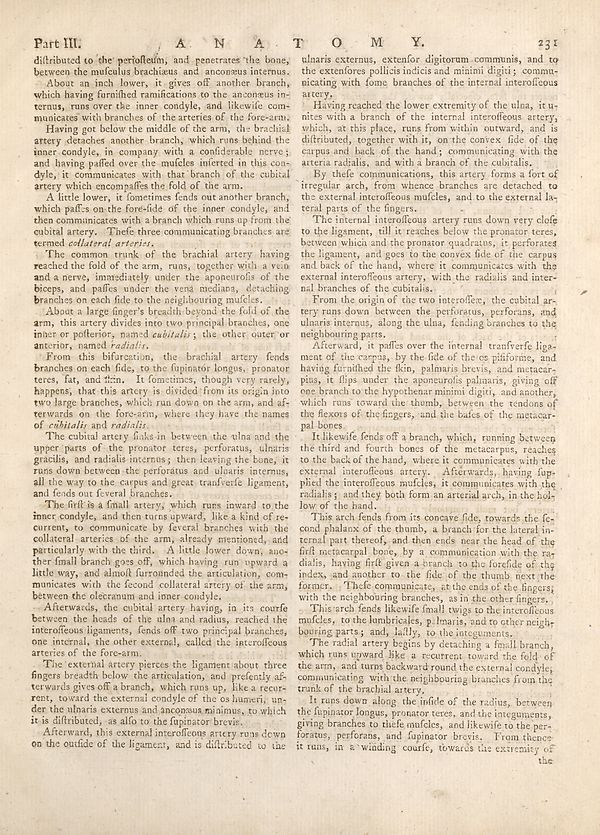 Part III. A N A T O M Y. 231
diſtributed to the perioſteum, and penetrates the bone,
between the muſculus brachiæus and anconæus internus.
About an inch lower, it gives off another branch,
which having furniſhed ramifications to the anconæus in-
ternus, runs over the inner condyle, and likewiſe com-
municates with branches of the arteries of the fore-arm.
Having got below the middle of the arm, the brachial
artery detaches another branch, which runs behind the
inner condyle, in company with a conſiderable nerve;
and having paſſed over the muſcles inſerted in this con-
dyle, it communicates with that branch of the cubital
artery which encompaſſes the fold of the arm.
A little lower, it ſometimes ſends out another branch,
which paſſes on the fore-ſide of the inner condyle, and
then communicates with a branch which runs up from the
cubital artery. Theſe three communicating branches are
termed collateral arteries.
The common trunk of the brachial artery having
reached the fold of the arm, runs, together with a vein
and a nerve, immediately under the aponeuroſis of the
biceps, and paſſes under the vena mediana, detaching
branches on each ſide to the neighbouring muſcles.
About a large finger's breadth beyond the fold of the
arm, this artery divides into two principal branches, one
inner or poſterior, named cubitalis; the other outer or
anterior, named radialis.
From this bifurcation, the brachial artery ſends
branches on each ſide, to the ſupinator longus, pronator
teres, fat, and ſkin. It ſometimes, though very rarely,
happens, that this artery is divided from its origin into
two large branches, which run down on the arm, and af-
terwards on the fore-arm, where they have the names
of cubitalis and radialis.
The cubital artery ſinks in between the ulna and the
upper parts of the pronator teres, perforatus, ulnaris
gracilis, and radialis internus; then leaving the bone, it
runs down between the perforatus and ulnaris internus,
all the way to the carpus and great tranſverſe ligament,
and ſends out ſeveral branches.
The firſt is a ſmall artery, which runs inward to the
inner condyle, and then turns upward, like a kind of re-
current, to communicate by ſeveral branches with the
collateral arteries of the arm, already mentioned, and
particularly with the third. A little lower down, ano-
ther ſmall branch goes off, which having run upward a
little way, and almoſt ſurrounded the articulation, com-
municates with the ſecond collateral artery of the arm,
between the olecranum and inner condyle.
Afterwards, the cubital artery having, in its courſe
between the heads of the ulna and radius, reached the
interoſſeous ligaments, ſends off two principal branches,
one internal, the other external, called the interoſſeous
arteries of the fore-arm.
The external artery pierces the ligament about three
fingers breadth below the articulation, and preſently af-
terwards gives off a branch, which runs up, like a recur-
rent, toward the external condyle of the os humeri, un-
der the ulnaris externus and anconæus minimus, to which
it is diſtributed, as alſo to the ſupinator brevis.
Afterward, this external interoſſeous artery runs down
on the outſide of the ligament, and is diſtributed to the
ulnaris externus, extenſor digitorum communis, and to
the extenſores pollicis indicis and minimi digiti; commu-
nicating with ſome branches of the internal interoſſeous
artery.
Having reached the lower extremity of the ulna, it u-
nites with a branch of the internal interoſſeous artery,
which, at this place, runs from within outward, and is
diſtributed, together with it, on the convex ſide of the
carpus and back of the hand; communicating with the
arteria radialis, and with a branch of the cubitalis.
By theſe communications, this artery forms a ſort of
irregular arch, from whence branches are detached to
the external interoſſeous muſcles, and to the external la-
teral parts of the fingers.
The internal interoſſeous artery runs down very cloſe
to the ligament, till it reaches below the pronator teres,
between which and the pronator quadratus, it perforates
the ligament, and goes to the convex ſide of the carpus
and back of the hand, where it communicates with the
external interoſſeous artery, with the radialis and inter-
nal branches of the cubitalis.
From the origin of the two interoſſeæ, the cubital ar-
tery runs down between the perforatus, perforans, and
ulnaris internus, along the ulna, ſending branches to the
neighbouring parts.
Afterward, it paſſes over the internal tranſverſe liga-
ment of the carpus, by the ſide of the os piſiforme, and
having furniſhed the ſkin, palmaris brevis, and metacar-
pius, it ſlips under the aponeuroſis palmaris, giving off
one branch to the hypothenar minimi digiti, and another,
which runs toward the thumb, between the tendons of
the flexors of the fingers, and the baſes of the metacar-
pal bones.
It likewiſe ſends off a branch, which, running between
the third and fourth bones of the metacarpus, reaches
to the back of the hand, where it communicates with the
external interoſſeous artery. Afterwards, having ſup-
plied the interoſſeous muſcles, it communicates with the
radialis; and they both form an arterial arch, in the hol-
low of the hand.
This arch ſends from its concave ſide, towards the ſe-
cond phalanx of the thumb, a branch for the lateral in-
ternal part thereof, and then ends near the head of the
firſt metacarpal bone, by a communication with the ra-
dialis, having firſt given a branch to the foreſide of the
index, and another to the ſide of the thumb next the
former. Theſe communicate, at the ends of the fingers,
with the neighbouring branches, as in the other fingers.
This arch ſends likewiſe ſmall twigs to the interoſſeous
muſcles, to the lumbricales, palmaris, and to other neigh-
bouring parts; and, laſtly, to the integuments.
The radial artery begins by detaching a ſmall branch,
which runs upward like a recurrent toward the fold of
the arm, and turns backward round the external condyle,
communicating with the neighbouring branches from the
trunk of the brachial artery.
It runs down along the inſide of the radius, between
the ſupinator longus, pronator teres, and the integuments,
giving branches to theſe muſcles, and likewiſe to the per-
foratus, perforans, and ſupinator brevis. From thence
it runs, in a winding courſe, towards the extremity of
the